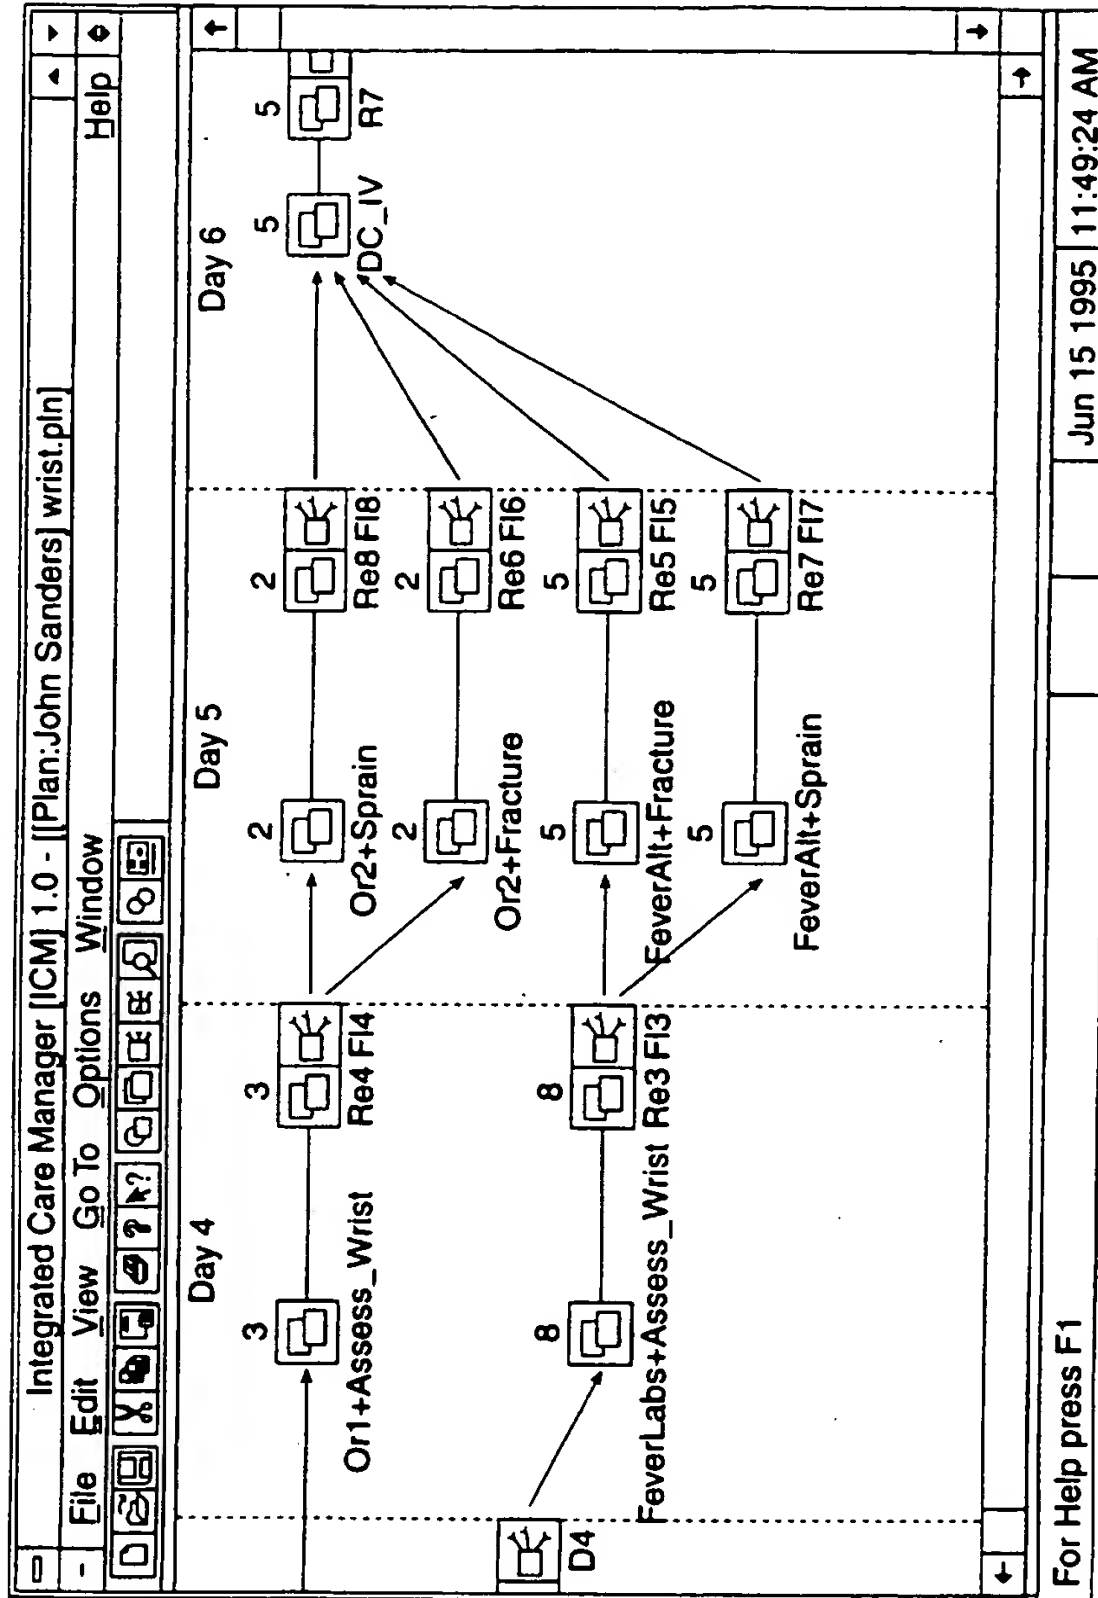 Integrated Care Manager [ICM] 1.0 - [[Plan:John Sanders] wrist.pln]
File Edit View Go To Options Window Help
Day 4 Day 5 Day 6
3 3 2 2 5 5
Or1+Assess_Wrist Re4 FI4 Or2+Sprain Re8 FI8 DC_IV R7
2 2
Or2+Fracture Re6 FI6
D4
8 8 5 5
FeverLabs+Assess_Wrist Re3 FI3 FeverAlt+Fracture Re5 FI5
5 5
FeverAlt+Sprain Re7 FI7
For Help press F1 Jun 15 1995 11:49:24 AM